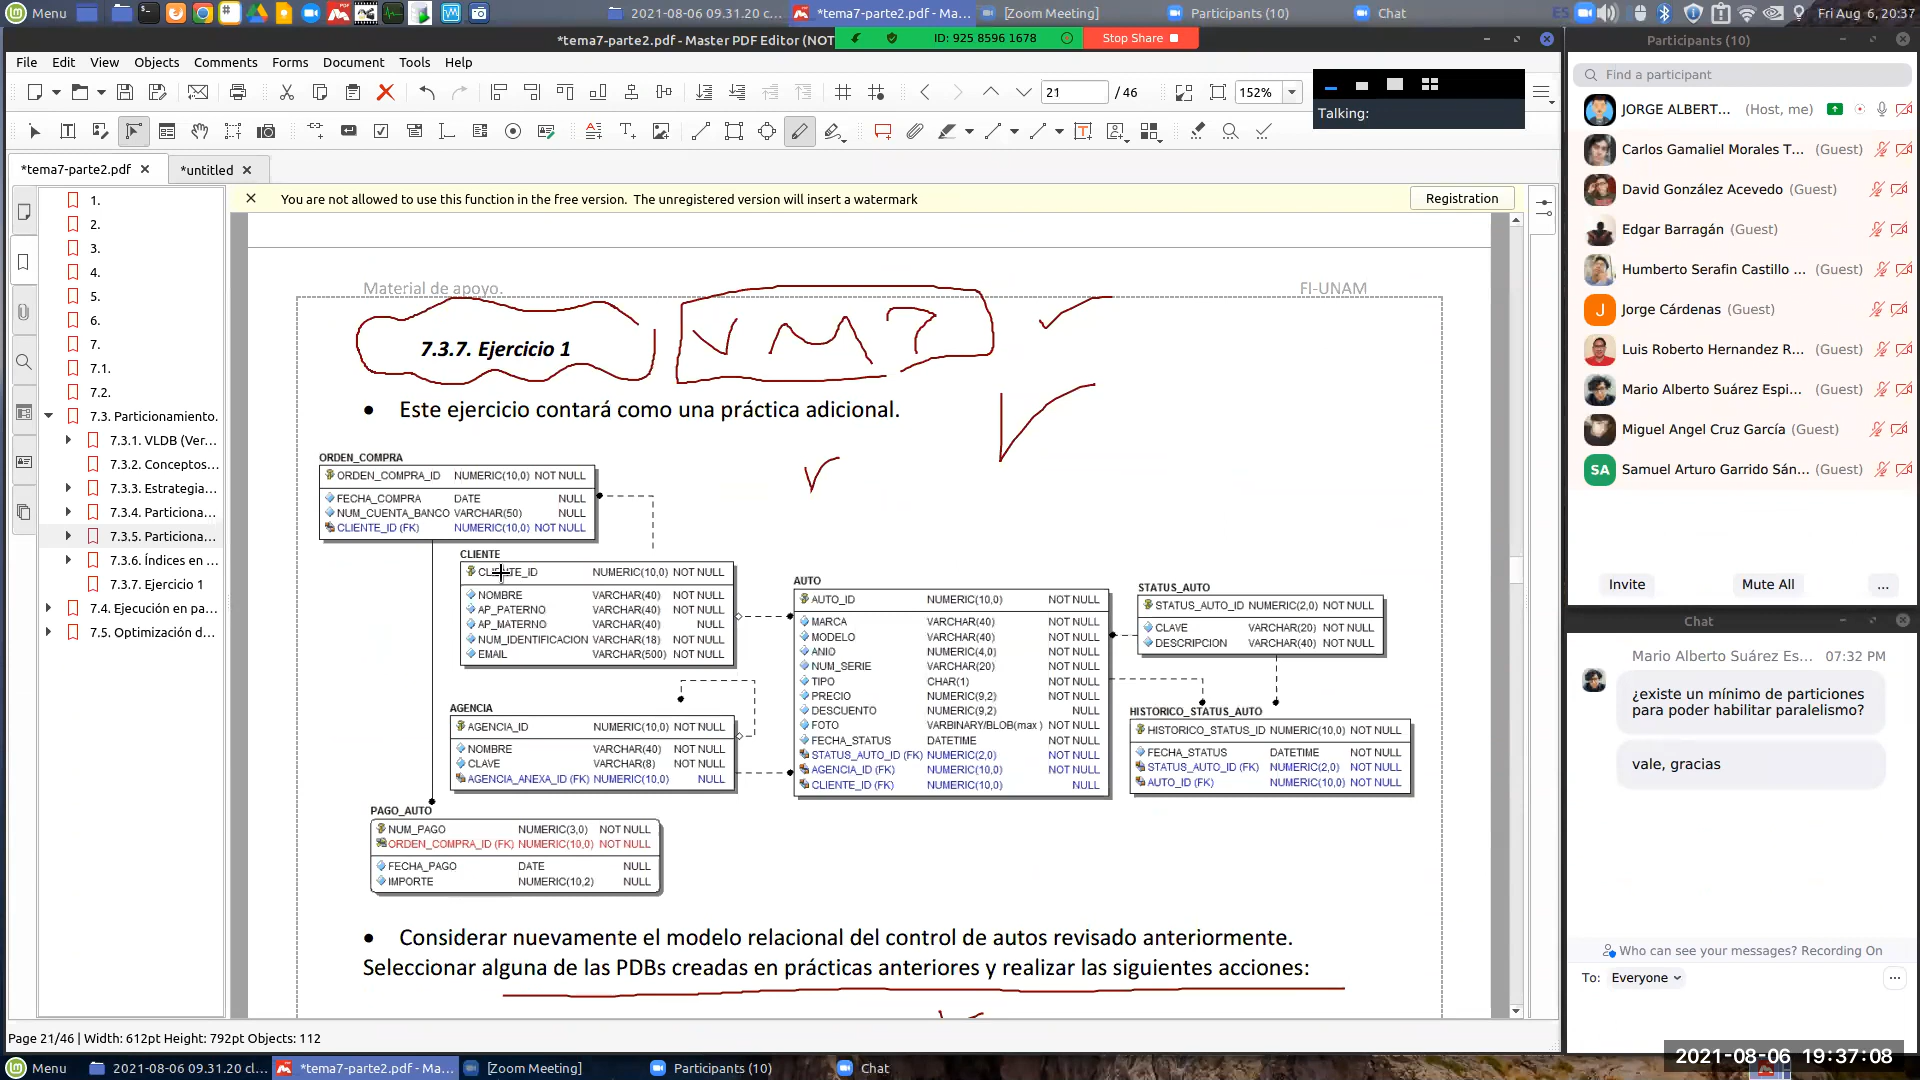 Menu
2021-08-06 09.31.20 c...
*tema7-parte2.pdf - Ma...
[Zoom Meeting]
Participants (10)
Chat
ES
Fri Aug 6, 20:37
*tema7-parte2.pdf - Master PDF Editor (NOT
ID: 925 8596 1678
Stop Share
File Edit View Objects Comments Forms Document Tools Help
21 / 46
152%
Talking:
*tema7-parte2.pdf
*untitled
You are not allowed to use this function in the free version. The unregistered version will insert a watermark
Registration
1.
2.
3.
4.
5.
6.
7.
7.1.
7.2.
7.3. Particionamiento.
7.3.1. VLDB (Ver...
7.3.2. Conceptos...
7.3.3. Estrategia...
7.3.4. Particiona...
7.3.5. Particiona...
7.3.6. Índices en ...
7.3.7. Ejercicio 1
7.4. Ejecución en pa...
7.5. Optimización d...
Material de apoyo.
FI-UNAM
7.3.7. Ejercicio 1
VM7
• Este ejercicio contará como una práctica adicional.
ORDEN_COMPRA
ORDEN_COMPRA_ID NUMERIC(10,0) NOT NULL
FECHA_COMPRA DATE NULL
NUM_CUENTA_BANCO VARCHAR(50) NULL
CLIENTE_ID (FK) NUMERIC(10,0) NOT NULL
CLIENTE
CLIENTE_ID NUMERIC(10,0) NOT NULL
NOMBRE VARCHAR(40) NOT NULL
AP_PATERNO VARCHAR(40) NOT NULL
AP_MATERNO VARCHAR(40) NULL
NUM_IDENTIFICACION VARCHAR(18) NOT NULL
EMAIL VARCHAR(500) NOT NULL
AGENCIA
AGENCIA_ID NUMERIC(10,0) NOT NULL
NOMBRE VARCHAR(40) NOT NULL
CLAVE VARCHAR(8) NOT NULL
AGENCIA_ANEXA_ID (FK) NUMERIC(10,0) NULL
PAGO_AUTO
NUM_PAGO NUMERIC(3,0) NOT NULL
ORDEN_COMPRA_ID (FK) NUMERIC(10,0) NOT NULL
FECHA_PAGO DATE NULL
IMPORTE NUMERIC(10,2) NULL
AUTO
AUTO_ID NUMERIC(10,0) NOT NULL
MARCA VARCHAR(40) NOT NULL
MODELO VARCHAR(40) NOT NULL
ANIO NUMERIC(4,0) NOT NULL
NUM_SERIE VARCHAR(20) NOT NULL
TIPO CHAR(1) NOT NULL
PRECIO NUMERIC(9,2) NOT NULL
DESCUENTO NUMERIC(9,2) NULL
FOTO VARBINARY/BLOB(max) NOT NULL
FECHA_STATUS DATETIME NOT NULL
STATUS_AUTO_ID (FK) NUMERIC(2,0) NOT NULL
AGENCIA_ID (FK) NUMERIC(10,0) NOT NULL
CLIENTE_ID (FK) NUMERIC(10,0) NULL
STATUS_AUTO
STATUS_AUTO_ID NUMERIC(2,0) NOT NULL
CLAVE VARCHAR(20) NOT NULL
DESCRIPCION VARCHAR(40) NOT NULL
HISTORICO_STATUS_AUTO
HISTORICO_STATUS_ID NUMERIC(10,0) NOT NULL
FECHA_STATUS DATETIME NOT NULL
STATUS_AUTO_ID (FK) NUMERIC(2,0) NOT NULL
AUTO_ID (FK) NUMERIC(10,0) NOT NULL
• Considerar nuevamente el modelo relacional del control de autos revisado anteriormente.
Seleccionar alguna de las PDBs creadas en prácticas anteriores y realizar las siguientes acciones:
Page 21/46 | Width: 612pt Height: 792pt Objects: 112
Participants (10)
Find a participant
JORGE ALBERT... (Host, me)
Carlos Gamaliel Morales T... (Guest)
David González Acevedo (Guest)
Edgar Barragán (Guest)
Humberto Serafin Castillo ... (Guest)
J Jorge Cárdenas (Guest)
Luis Roberto Hernandez R... (Guest)
Mario Alberto Suárez Espi... (Guest)
Miguel Angel Cruz García (Guest)
SA Samuel Arturo Garrido Sán... (Guest)
Invite
Mute All
...
Chat
Mario Alberto Suárez Es... 07:32 PM
¿existe un mínimo de particiones
para poder habilitar paralelismo?
vale, gracias
Who can see your messages? Recording On
To: Everyone
Menu
2021-08-06 09.31.20 cl...
*tema7-parte2.pdf - Ma...
[Zoom Meeting]
Participants (10)
Chat
2021-08-06 19:37:08